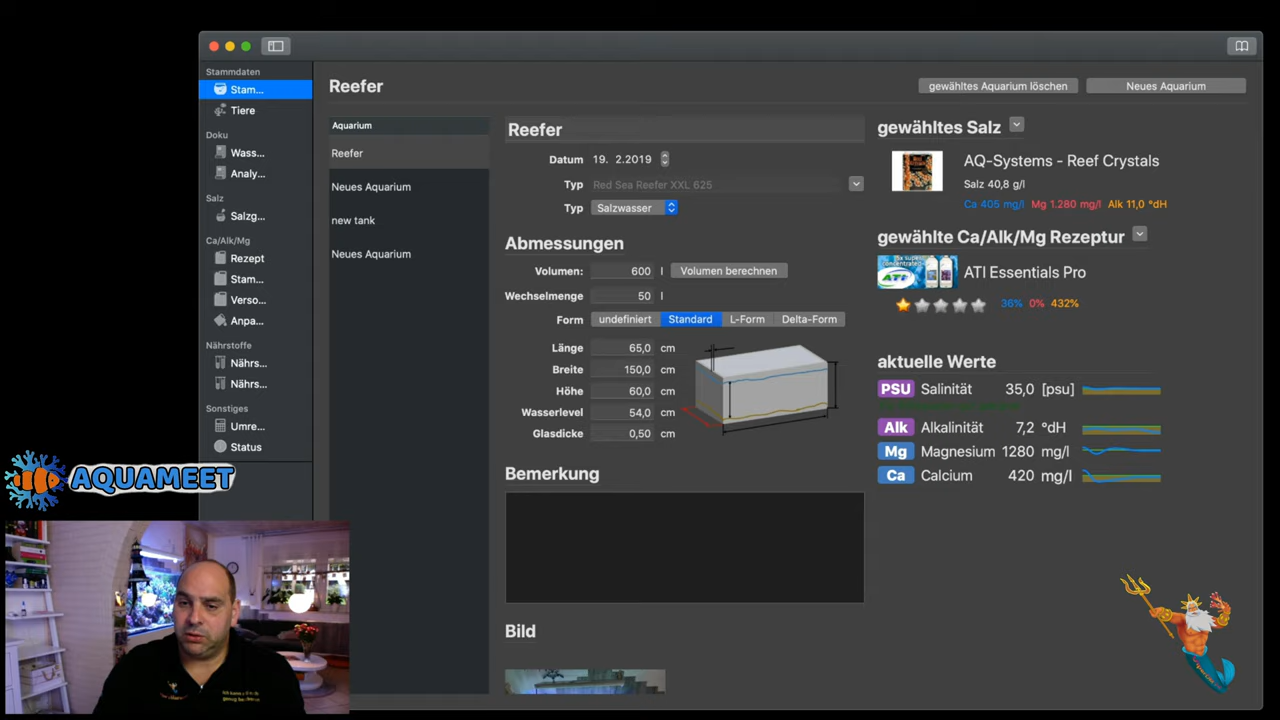 Stammdaten
Stam...
Tiere
Doku
Wass...
Analy...
Salz
Salzg...
Ca/Alk/Mg
Rezept
Stam...
Verso...
Anpa...
Nährstoffe
Nährs...
Nährs...
Sonstiges
Umre...
Status
AQUAMEET
Reefer
gewähltes Aquarium löschen
Neues Aquarium
Aquarium
Reefer
Neues Aquarium
new tank
Neues Aquarium
Reefer
Datum 19. 2.2019
Typ Red Sea Reefer XXL 625
Typ Salzwasser
Abmessungen
Volumen: 600 l Volumen berechnen
Wechselmenge 50 l
Form undefiniert Standard L-Form Delta-Form
Länge 65,0 cm
Breite 150,0 cm
Höhe 60,0 cm
Wasserlevel 54,0 cm
Glasdicke 0,50 cm
Bemerkung
Bild
gewähltes Salz
AQ-Systems - Reef Crystals
Salz 40,8 g/l
Ca 405 mg/l Mg 1.280 mg/l Alk 11,0 °dH
gewählte Ca/Alk/Mg Rezeptur
ATI
ATI Essentials Pro
36% 0% 432%
aktuelle Werte
PSU Salinität 35,0 [psu]
Alk Alkalinität 7,2 °dH
Mg Magnesium 1280 mg/l
Ca Calcium 420 mg/l